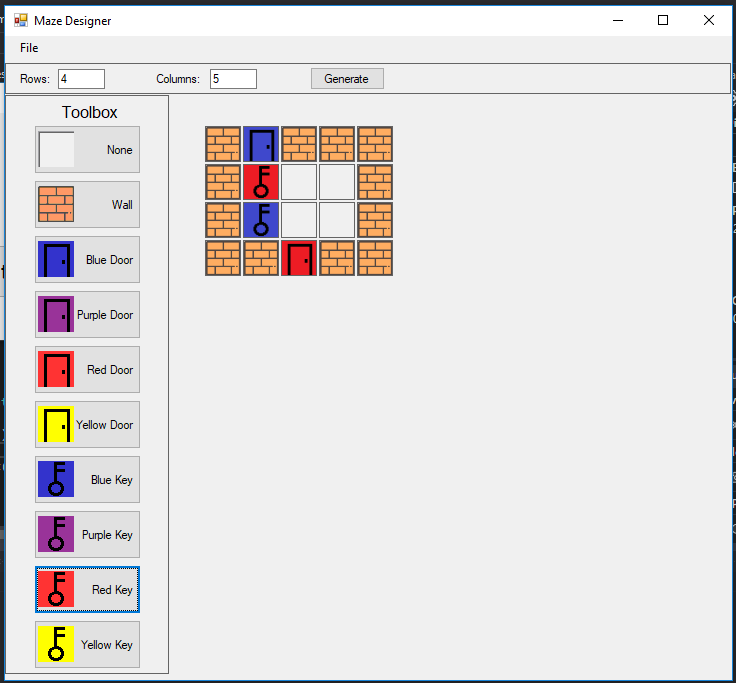 Maze Designer
File
Rows: 4 Columns: 5 Generate
Toolbox
None
Wall
Blue Door
Purple Door
Red Door
Yellow Door
Blue Key
Purple Key
Red Key
Yellow Key